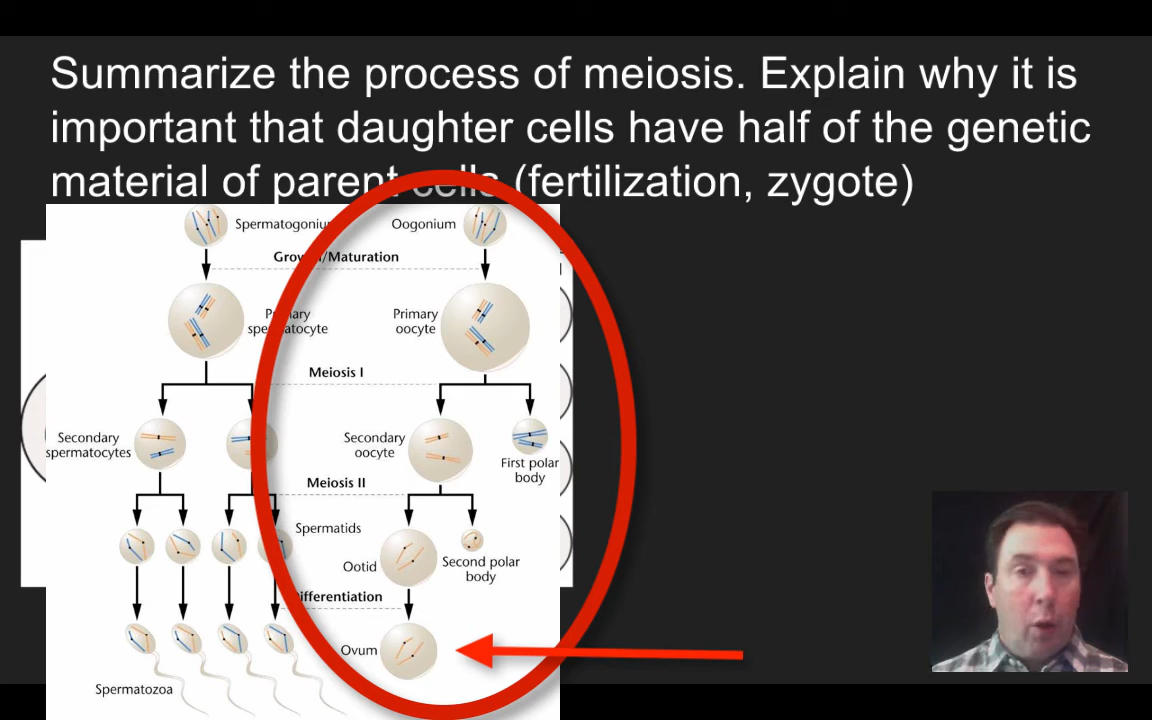 Summarize the process of meiosis. Explain why it is
important that daughter cells have half of the genetic
material of parent cells (fertilization, zygote)
Spermatogonium
Oogonium
Growth/Maturation
Primary
spermatocyte
Primary
oocyte
Meiosis I
Secondary
spermatocytes
Secondary
oocyte
First polar
body
Meiosis II
Spermatids
Ootid
Second polar
body
Differentiation
Ovum
Spermatozoa